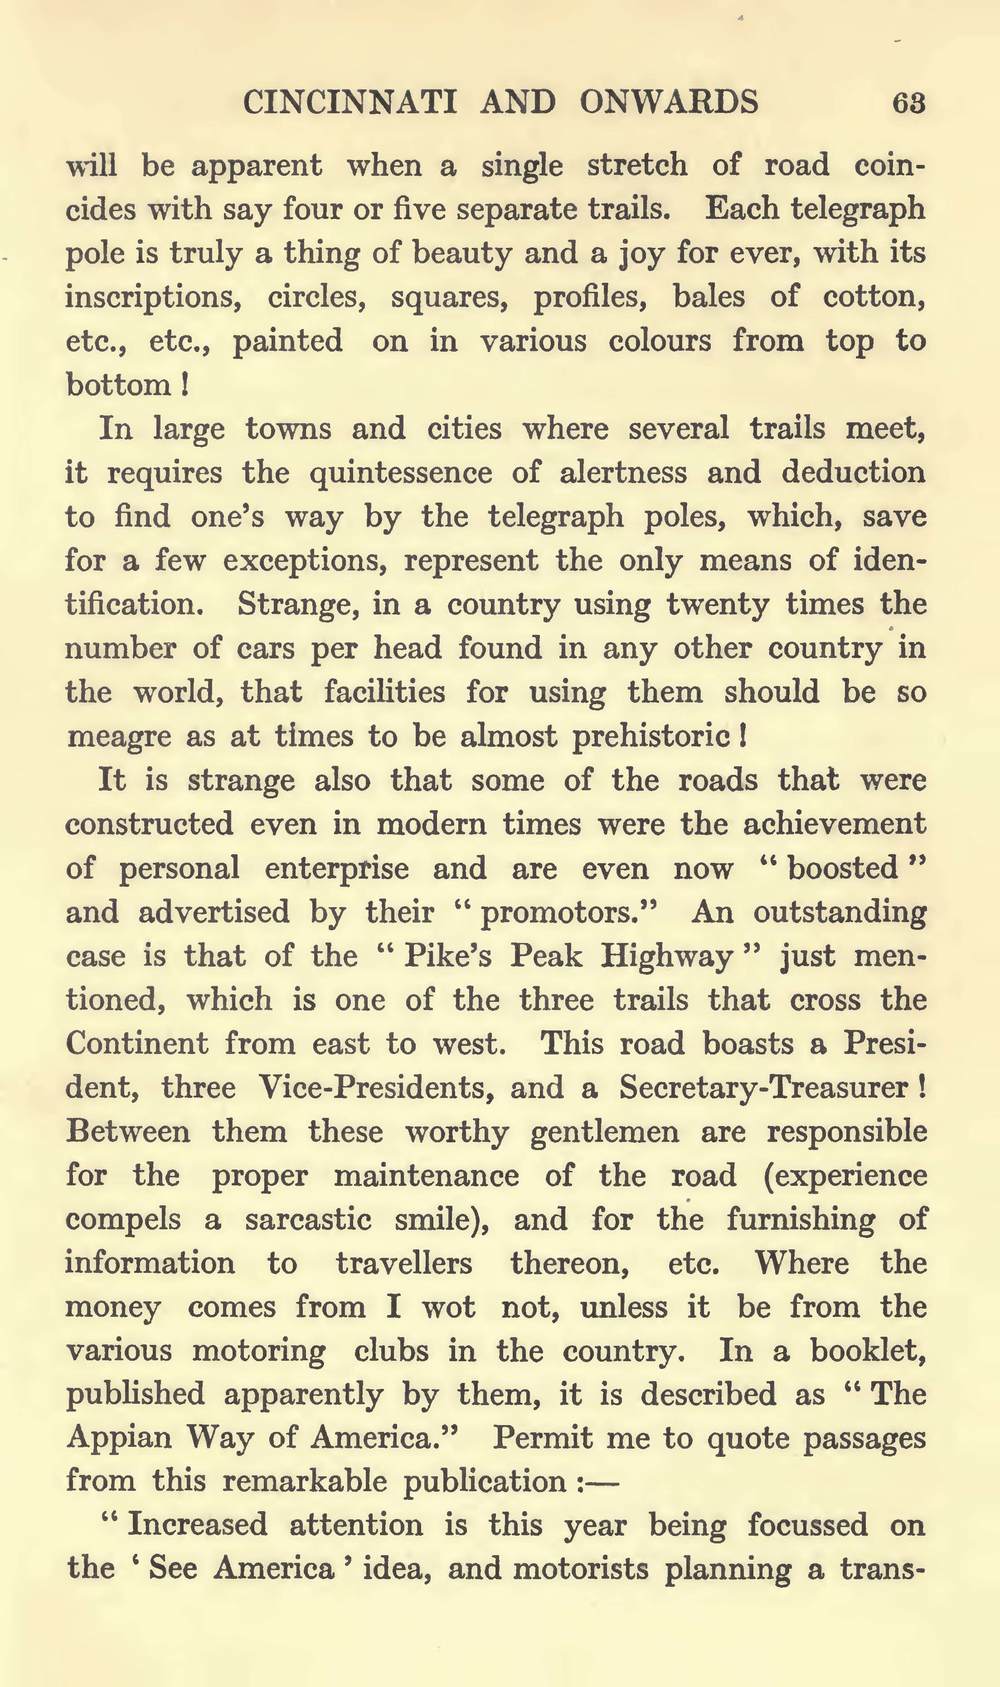 CINCINNATI AND ONWARDS 63
will be apparent when a single stretch of road coin-
cides with say four or five separate trails. Each telegraph
pole is truly a thing of beauty and a joy for ever, with its
inscriptions, circles, squares, profiles, bales of cotton,
etc., etc., painted on in various colours from top to
bottom !
In large towns and cities where several trails meet,
it requires the quintessence of alertness and deduction
to find one's way by the telegraph poles, which, save
for a few exceptions, represent the only means of iden-
tification. Strange, in a country using twenty times the
number of cars per head found in any other country in
the world, that facilities for using them should be so
meagre as at times to be almost prehistoric !
It is strange also that some of the roads that were
constructed even in modern times were the achievement
of personal enterprise and are even now “ boosted ”
and advertised by their “ promotors.” An outstanding
case is that of the “ Pike's Peak Highway ” just men-
tioned, which is one of the three trails that cross the
Continent from east to west. This road boasts a Presi-
dent, three Vice-Presidents, and a Secretary-Treasurer !
Between them these worthy gentlemen are responsible
for the proper maintenance of the road (experience
compels a sarcastic smile), and for the furnishing of
information to travellers thereon, etc. Where the
money comes from I wot not, unless it be from the
various motoring clubs in the country. In a booklet,
published apparently by them, it is described as “ The
Appian Way of America.” Permit me to quote passages
from this remarkable publication :—
“ Increased attention is this year being focussed on
the ‘ See America ’ idea, and motorists planning a trans-